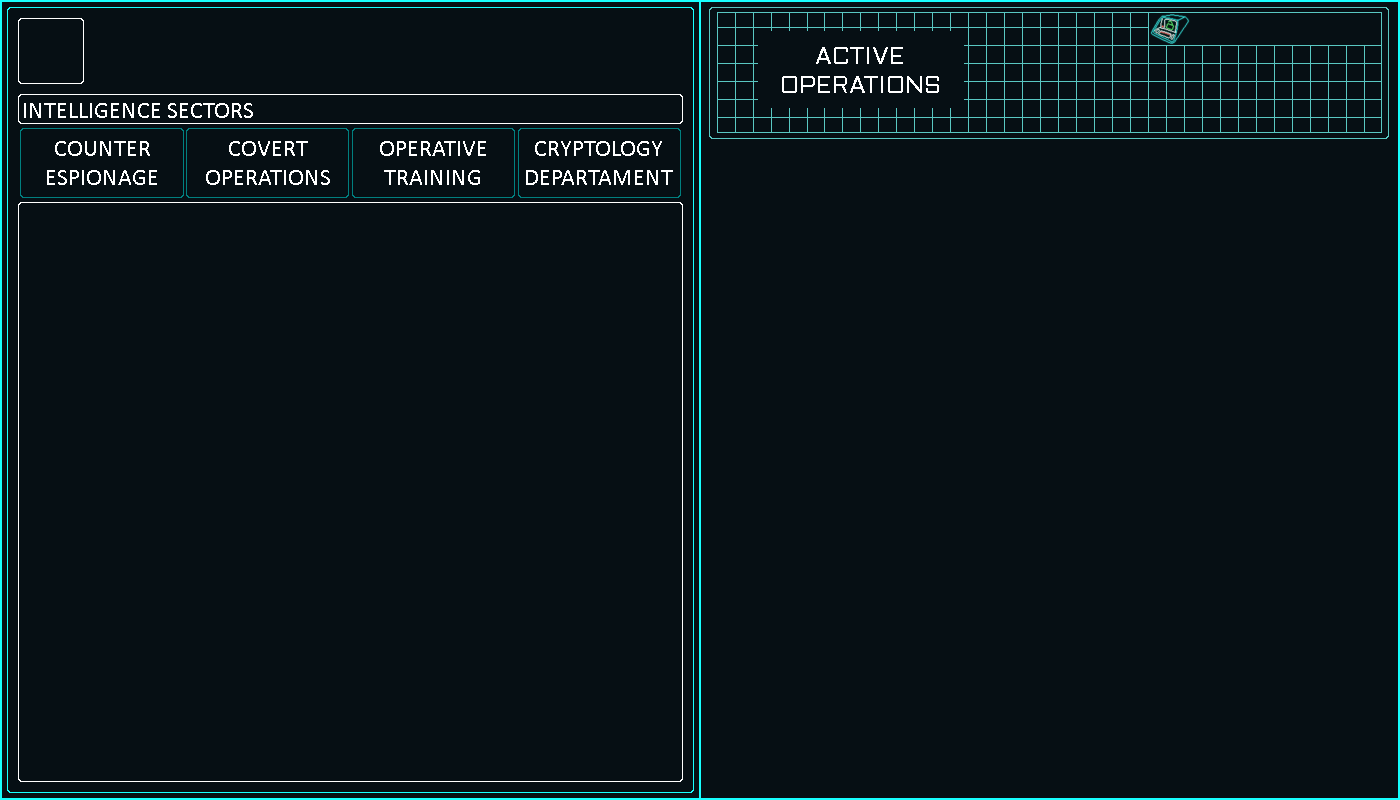 INTELLIGENCE SECTORS
COUNTER
ESPIONAGE
COVERT
OPERATIONS
OPERATIVE
TRAINING
CRYPTOLOGY
DEPARTAMENT
ACTIVE
OPERATIONS